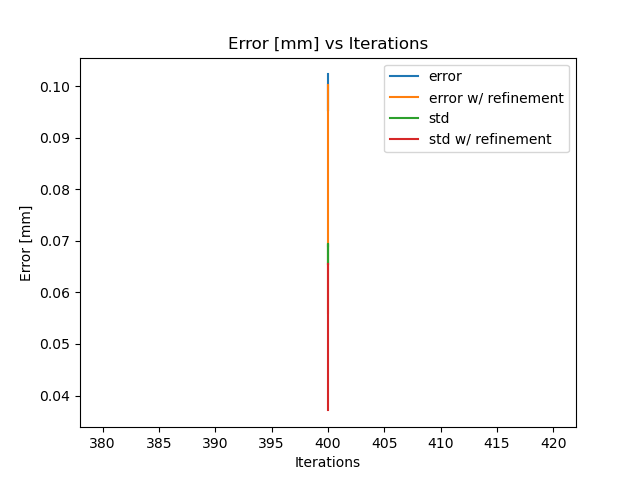 Error [mm] vs Iterations
error
error w/ refinement
std
std w/ refinement
0.10
0.09
0.08
0.07
0.06
0.05
0.04
Error [mm]
380 385 390 395 400 405 410 415 420
Iterations